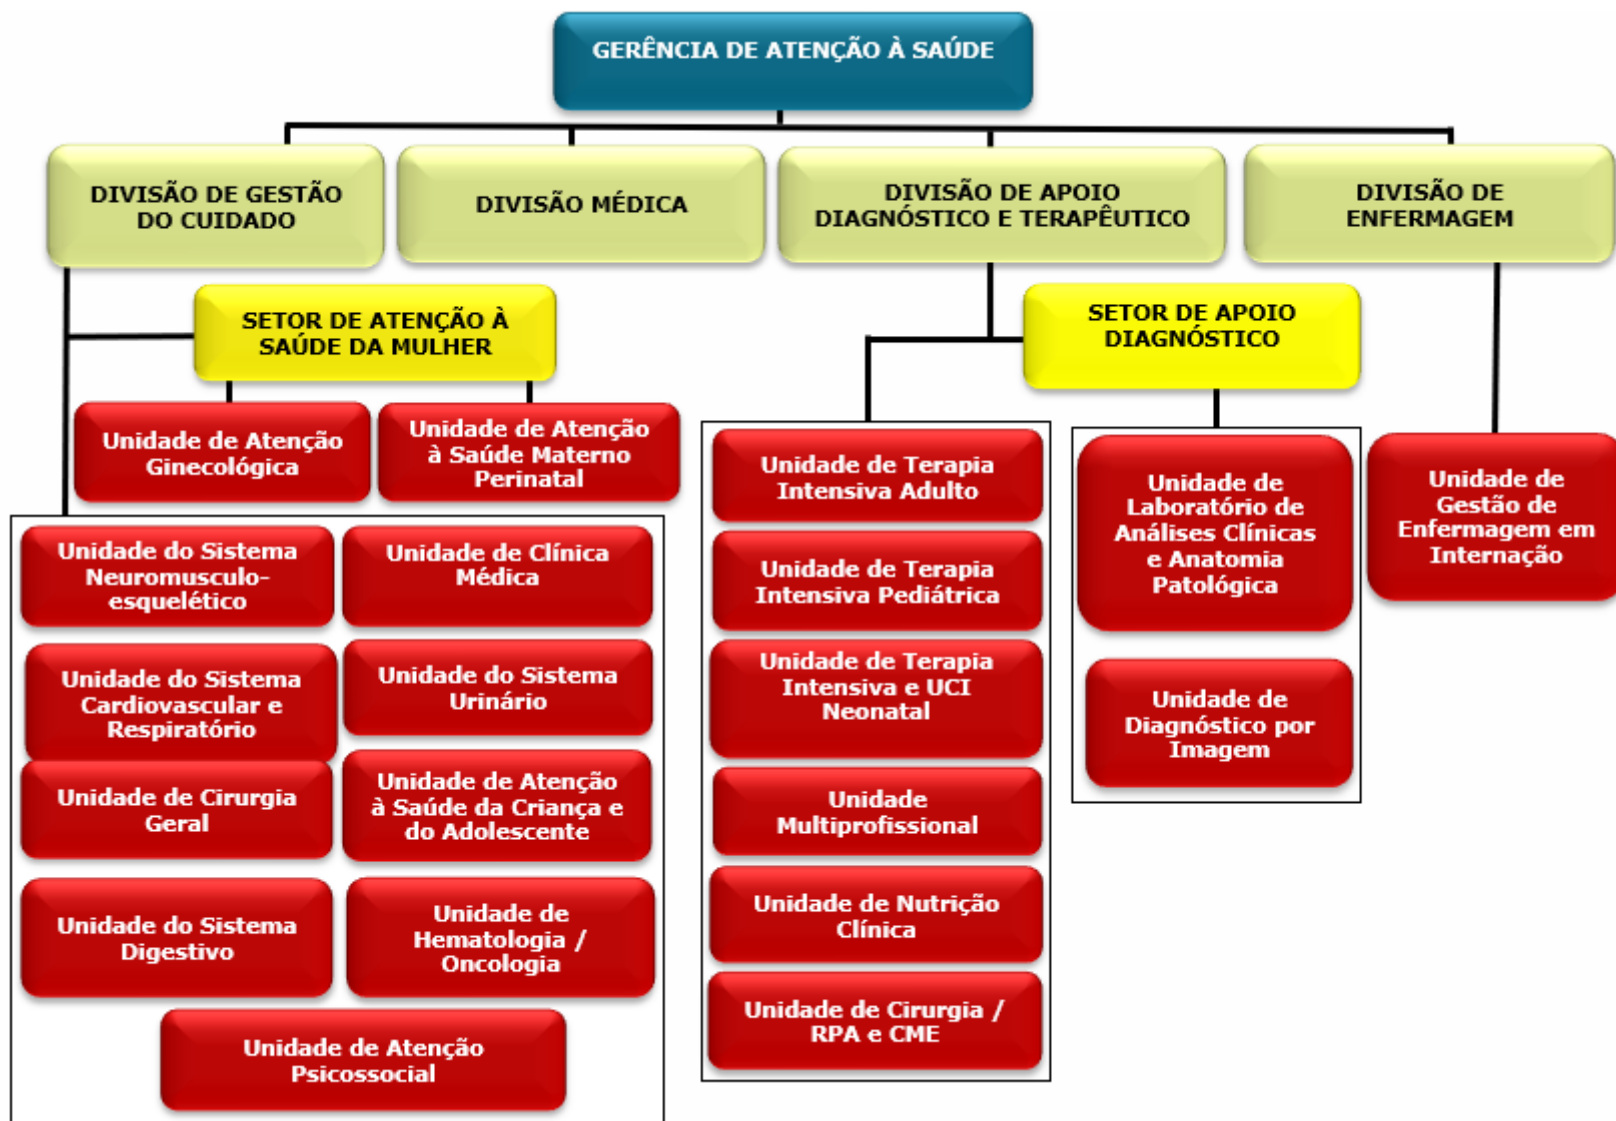 GERÊNCIA DE ATENÇÃO À SAÚDE
DIVISÃO DE GESTÃO
DO CUIDADO
DIVISÃO MÉDICA
DIVISÃO DE APOIO
DIAGNÓSTICO E TERAPÊUTICO
DIVISÃO DE
ENFERMAGEM
SETOR DE ATENÇÃO À
SAÚDE DA MULHER
SETOR DE APOIO
DIAGNÓSTICO
Unidade de Atenção
Ginecológica
Unidade de Atenção
à Saúde Materno
Perinatal
Unidade do Sistema
Neuromusculo-
esquelético
Unidade de Clínica
Médica
Unidade do Sistema
Cardiovascular e
Respiratório
Unidade do Sistema
Urinário
Unidade de Cirurgia
Geral
Unidade de Atenção
à Saúde da Criança e
do Adolescente
Unidade do Sistema
Digestivo
Unidade de
Hematologia /
Oncologia
Unidade de Atenção
Psicossocial
Unidade de Terapia
Intensiva Adulto
Unidade de Terapia
Intensiva Pediátrica
Unidade de Terapia
Intensiva e UCI
Neonatal
Unidade
Multiprofissional
Unidade de Nutrição
Clínica
Unidade de Cirurgia /
RPA e CME
Unidade de
Laboratório de
Análises Clínicas
e Anatomia
Patológica
Unidade de
Diagnóstico por
Imagem
Unidade de
Gestão de
Enfermagem em
Internação